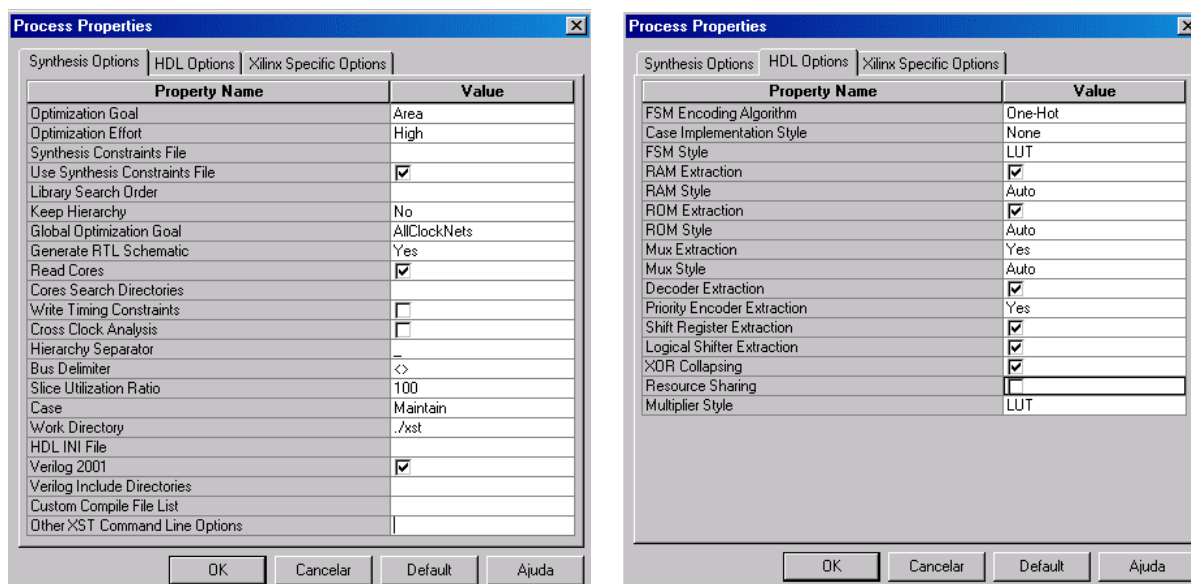 Process Properties
Synthesis Options HDL Options Xilinx Specific Options
Property Name Value
Optimization Goal Area
Optimization Effort High
Synthesis Constraints File
Use Synthesis Constraints File
Library Search Order
Keep Hierarchy No
Global Optimization Goal AllClockNets
Generate RTL Schematic Yes
Read Cores
Cores Search Directories
Write Timing Constraints
Cross Clock Analysis
Hierarchy Separator _
Bus Delimiter <>
Slice Utilization Ratio 100
Case Maintain
Work Directory ./xst
HDL INI File
Verilog 2001
Verilog Include Directories
Custom Compile File List
Other XST Command Line Options
OK Cancelar Default Ajuda
Process Properties
Synthesis Options HDL Options Xilinx Specific Options
Property Name Value
FSM Encoding Algorithm One-Hot
Case Implementation Style None
FSM Style LUT
RAM Extraction
RAM Style Auto
ROM Extraction
ROM Style Auto
Mux Extraction Yes
Mux Style Auto
Decoder Extraction
Priority Encoder Extraction Yes
Shift Register Extraction
Logical Shifter Extraction
XOR Collapsing
Resource Sharing
Multiplier Style LUT
OK Cancelar Default Ajuda